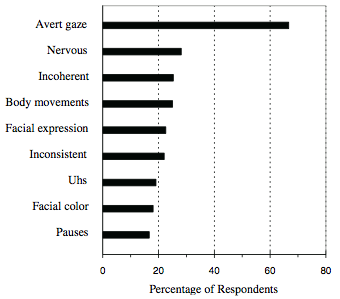 Avert gaze
Nervous
Incoherent
Body movements
Facial expression
Inconsistent
Uhs
Facial color
Pauses
0 20 40 60 80
Percentage of Respondents